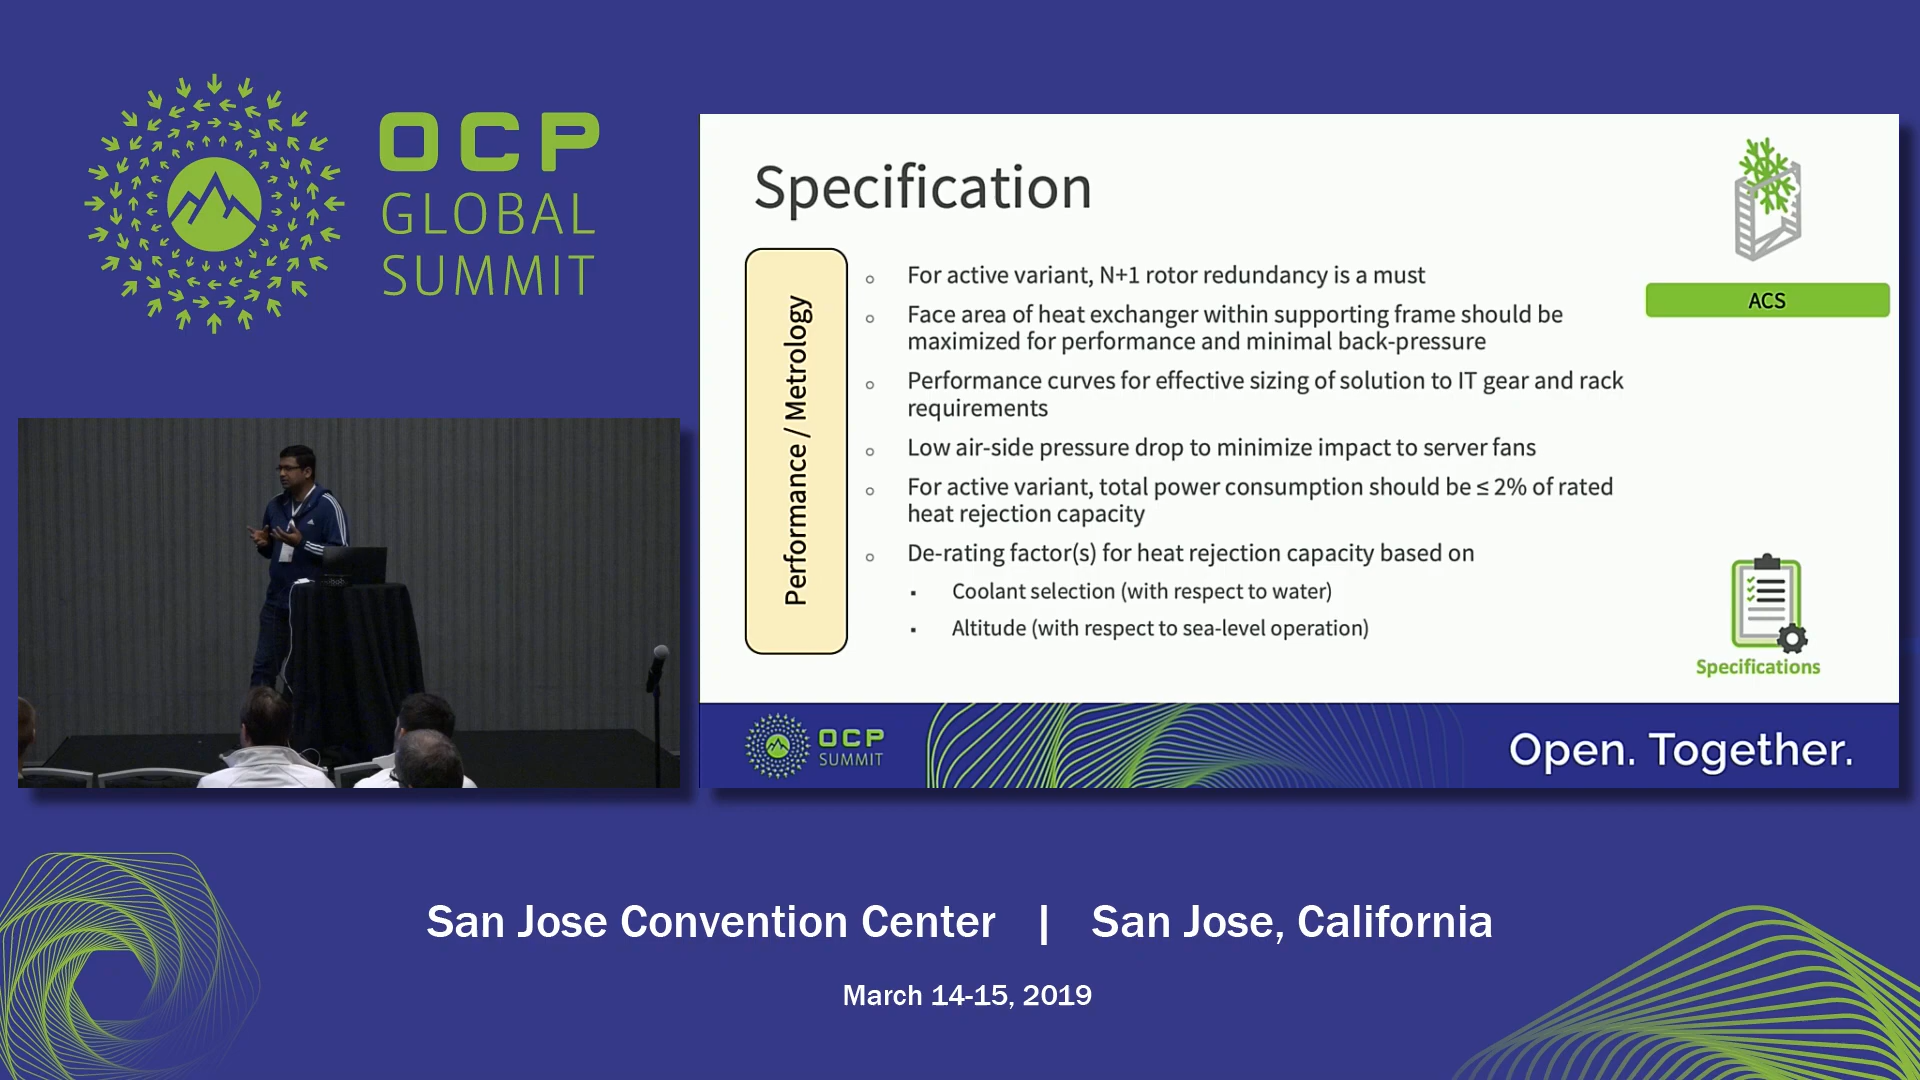 OCP
GLOBAL
SUMMIT
Specification
Performance / Metrology
For active variant, N+1 rotor redundancy is a must
Face area of heat exchanger within supporting frame should be
maximized for performance and minimal back-pressure
Performance curves for effective sizing of solution to IT gear and rack
requirements
Low air-side pressure drop to minimize impact to server fans
For active variant, total power consumption should be ≤ 2% of rated
heat rejection capacity
De-rating factor(s) for heat rejection capacity based on
Coolant selection (with respect to water)
Altitude (with respect to sea-level operation)
ACS
Specifications
OCP
SUMMIT
Open. Together.
San Jose Convention Center | San Jose, California
March 14-15, 2019